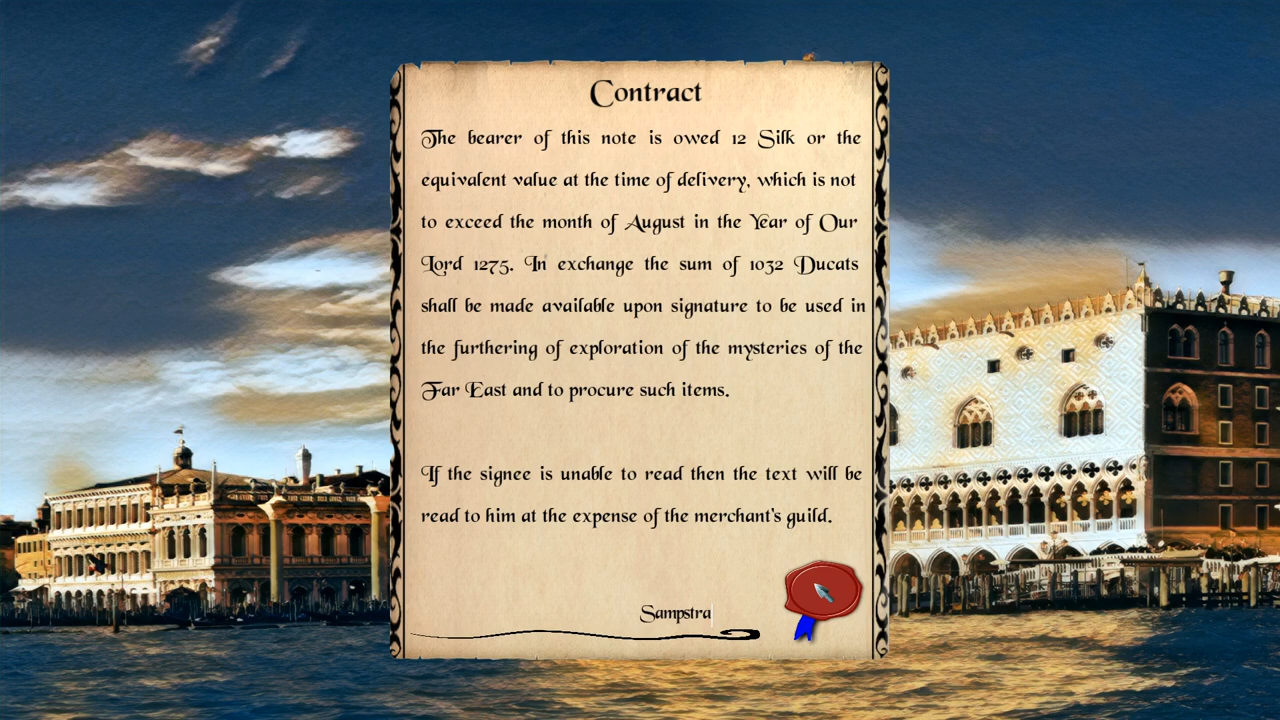 Contract
The bearer of this note is owed 12 Silk or the
equivalent value at the time of delivery, which is not
to exceed the month of August in the Year of Our
Lord 1275. In exchange the sum of 1032 Ducats
shall be made available upon signature to be used in
the furthering of exploration of the mysteries of the
Far East and to procure such items.
If the signee is unable to read then the text will be
read to him at the expense of the merchant's guild.
Sampstra